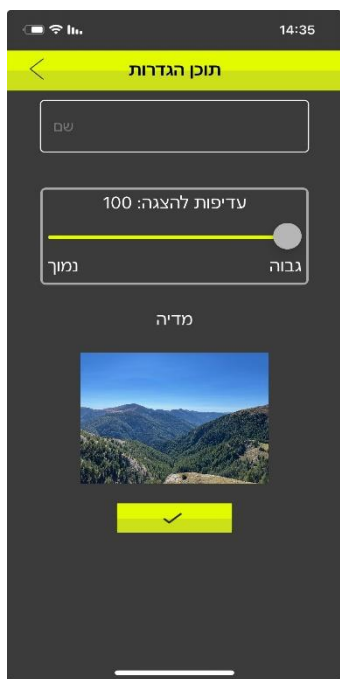 14:35
תוכן הגדרות
שם
עדיפות להצגה: 100
גבוה נמוך
מדיה